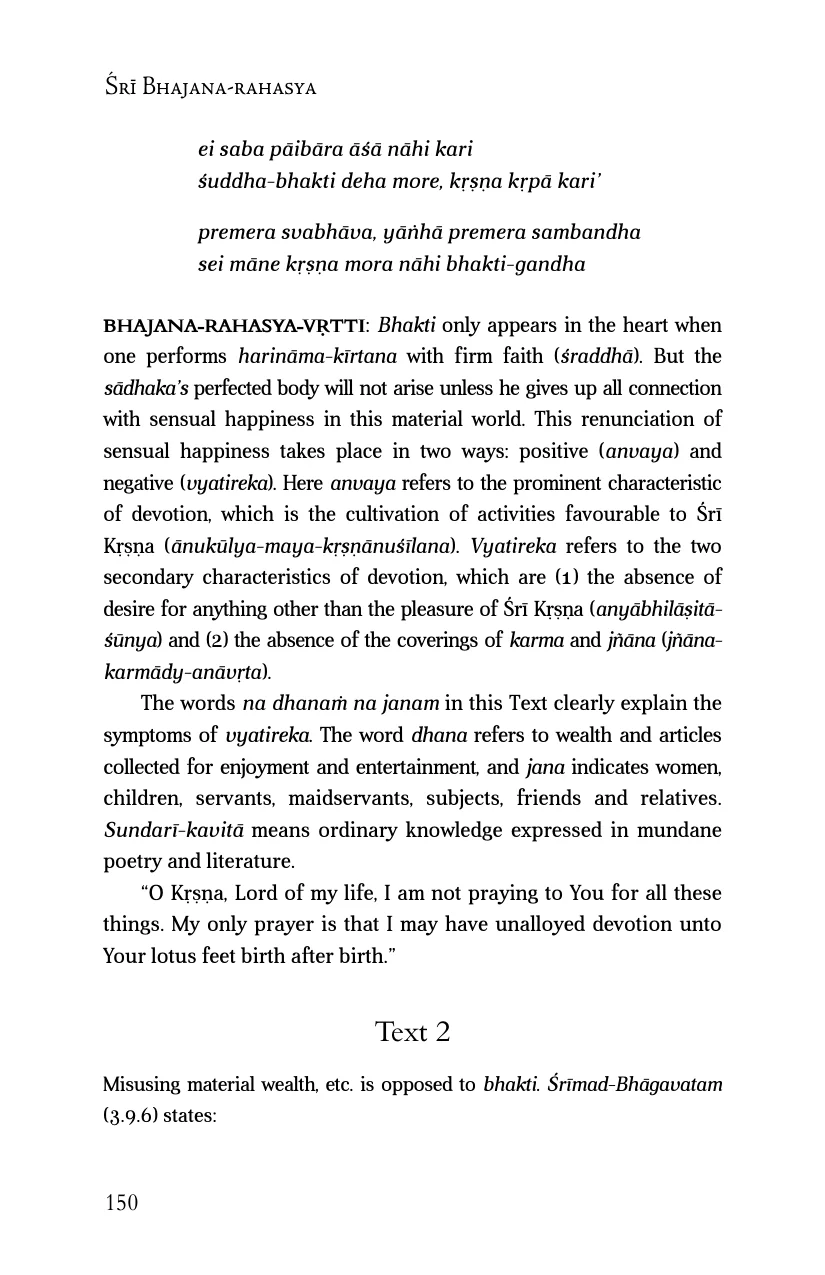 Śrī Bhajana-rahasya
ei saba pāibāra āśā nāhi kari
śuddha-bhakti deha more, kṛṣṇa kṛpā kari’
premera svabhāva, yāṅhā premera sambandha
sei māne kṛṣṇa mora nāhi bhakti-gandha
BHAJANA-RAHASYA-VṚTTI: Bhakti only appears in the heart when
one performs harināma-kīrtana with firm faith (śraddhā). But the
sādhaka’s perfected body will not arise unless he gives up all connection
with sensual happiness in this material world. This renunciation of
sensual happiness takes place in two ways: positive (anvaya) and
negative (vyatireka). Here anvaya refers to the prominent characteristic
of devotion, which is the cultivation of activities favourable to Śrī
Kṛṣṇa (ānukūlya-maya-kṛṣṇānuśīlana). Vyatireka refers to the two
secondary characteristics of devotion, which are (1) the absence of
desire for anything other than the pleasure of Śrī Kṛṣṇa (anyābhilāṣitā-
śūnya) and (2) the absence of the coverings of karma and jñāna (jñāna-
karmādy-anāvṛta).
The words na dhanaṁ na janam in this Text clearly explain the
symptoms of vyatireka. The word dhana refers to wealth and articles
collected for enjoyment and entertainment, and jana indicates women,
children, servants, maidservants, subjects, friends and relatives.
Sundarī-kavitā means ordinary knowledge expressed in mundane
poetry and literature.
“O Kṛṣṇa, Lord of my life, I am not praying to You for all these
things. My only prayer is that I may have unalloyed devotion unto
Your lotus feet birth after birth.”
Text 2
Misusing material wealth, etc. is opposed to bhakti. Śrīmad-Bhāgavatam
(3.9.6) states:
150